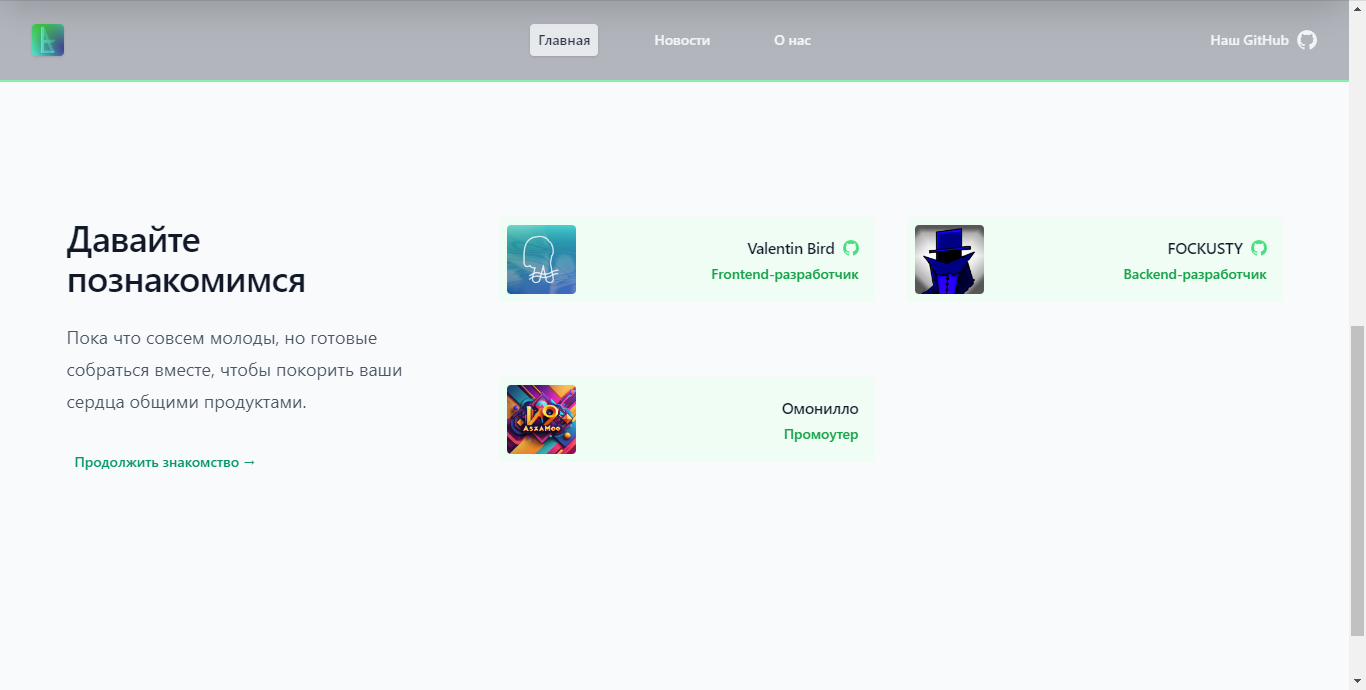 Главная
Новости
О нас
Наш GitHub
Давайте
познакомимся
Пока что совсем молоды, но готовые
собраться вместе, чтобы покорить ваши
сердца общими продуктами.
Продолжить знакомство →
Valentin Bird
Frontend-разработчик
FOCKUSTY
Backend-разработчик
Омонилло
Промоутер